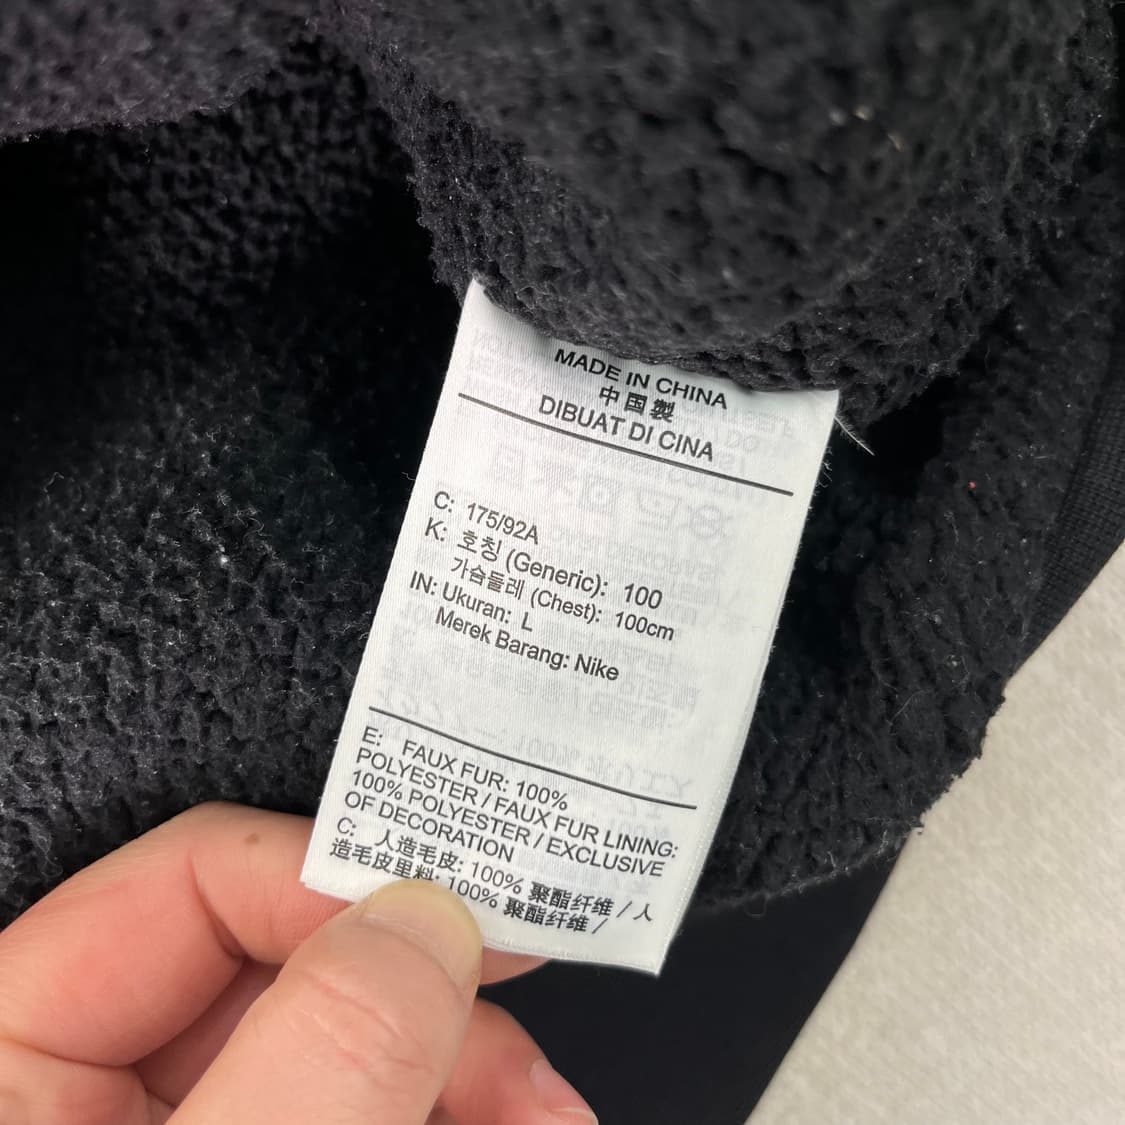 MADE IN CHINA
中国製
DIBUAT DI CINA
C: 175/92A
K: 호칭 (Generic): 100
가슴둘레 (Chest): 100cm
IN: Ukuran: L
Merek Barang: Nike
E: FAUX FUR: 100%
POLYESTER / FAUX FUR LINING:
100% POLYESTER / EXCLUSIVE
OF DECORATION
C: 人造毛皮: 100% 聚酯纤维 / 人
造毛皮里料: 100% 聚酯纤维 /